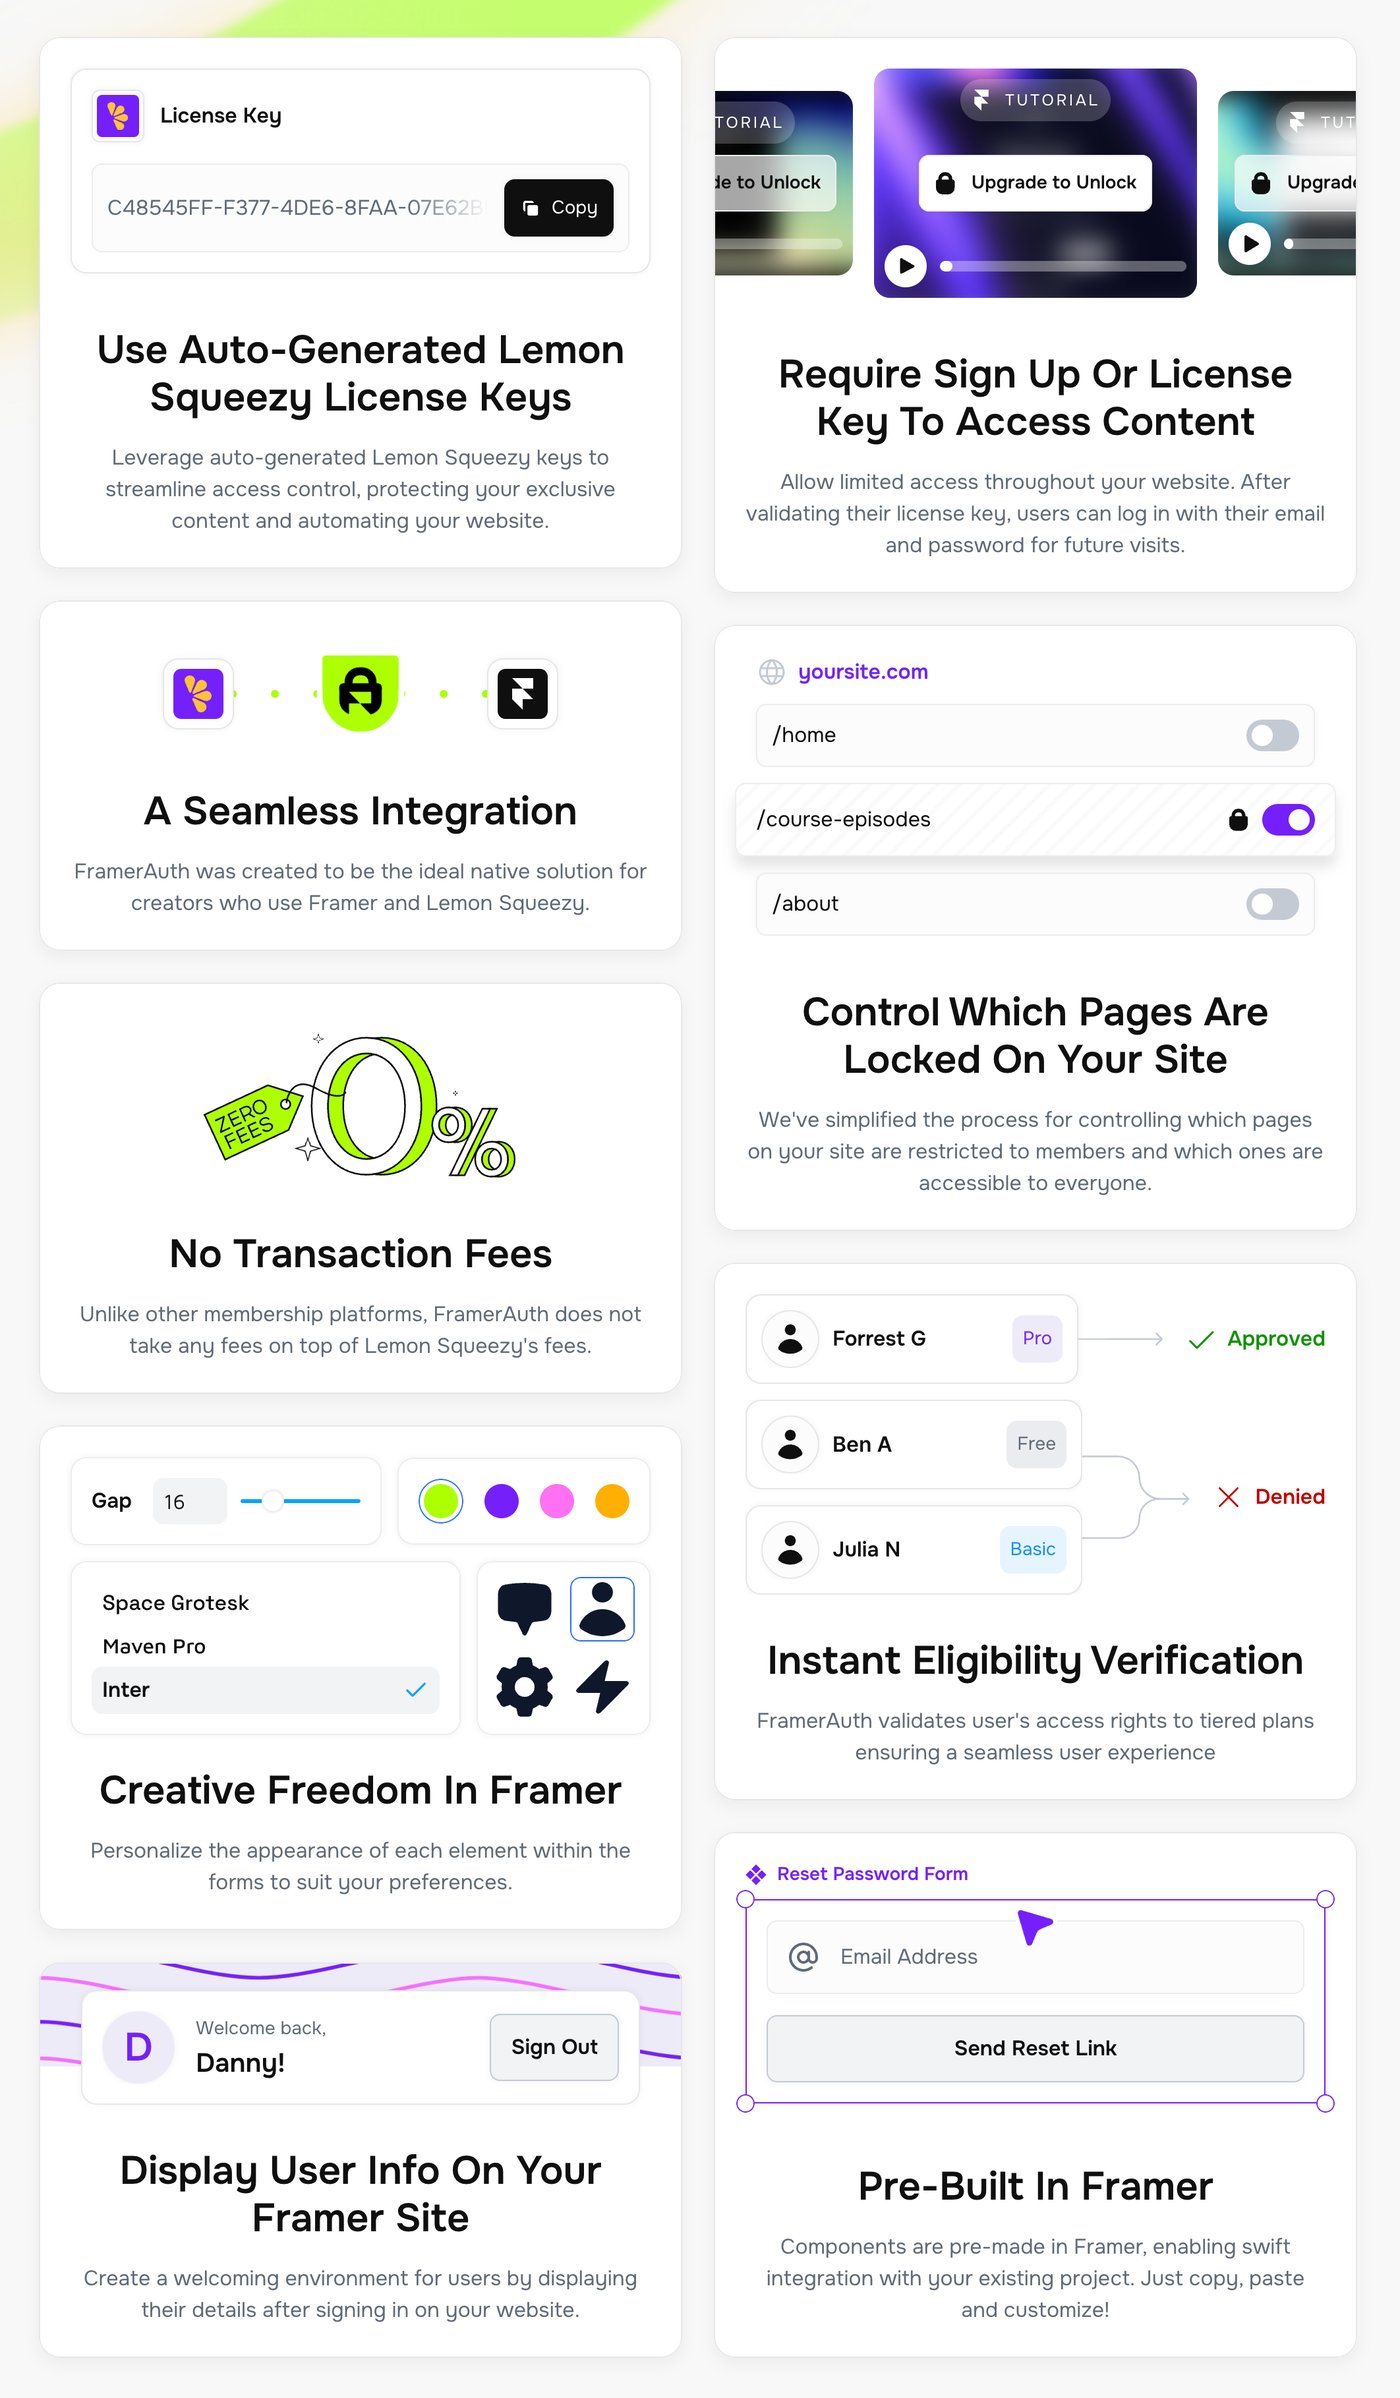 License Key
C48545FF-F377-4DE6-8FAA-07E62B
Copy
Use Auto-Generated Lemon
Squeezy License Keys
Leverage auto-generated Lemon Squeezy keys to
streamline access control, protecting your exclusive
content and automating your website.
A Seamless Integration
FramerAuth was created to be the ideal native solution for
creators who use Framer and Lemon Squeezy.
ZERO
FEES
0%
No Transaction Fees
Unlike other membership platforms, FramerAuth does not
take any fees on top of Lemon Squeezy's fees.
Gap
16
Space Grotesk
Maven Pro
Inter
Creative Freedom In Framer
Personalize the appearance of each element within the
forms to suit your preferences.
D
Welcome back,
Danny!
Sign Out
Display User Info On Your
Framer Site
Create a welcoming environment for users by displaying
their details after signing in on your website.
TORIAL
de to Unlock
TUTORIAL
Upgrade to Unlock
TUT
Upgrade
Require Sign Up Or License
Key To Access Content
Allow limited access throughout your website. After
validating their license key, users can log in with their email
and password for future visits.
yoursite.com
/home
/course-episodes
/about
Control Which Pages Are
Locked On Your Site
We've simplified the process for controlling which pages
on your site are restricted to members and which ones are
accessible to everyone.
Forrest G
Pro
Approved
Ben A
Free
Denied
Julia N
Basic
Instant Eligibility Verification
FramerAuth validates user's access rights to tiered plans
ensuring a seamless user experience
Reset Password Form
@ Email Address
Send Reset Link
Pre-Built In Framer
Components are pre-made in Framer, enabling swift
integration with your existing project. Just copy, paste
and customize!